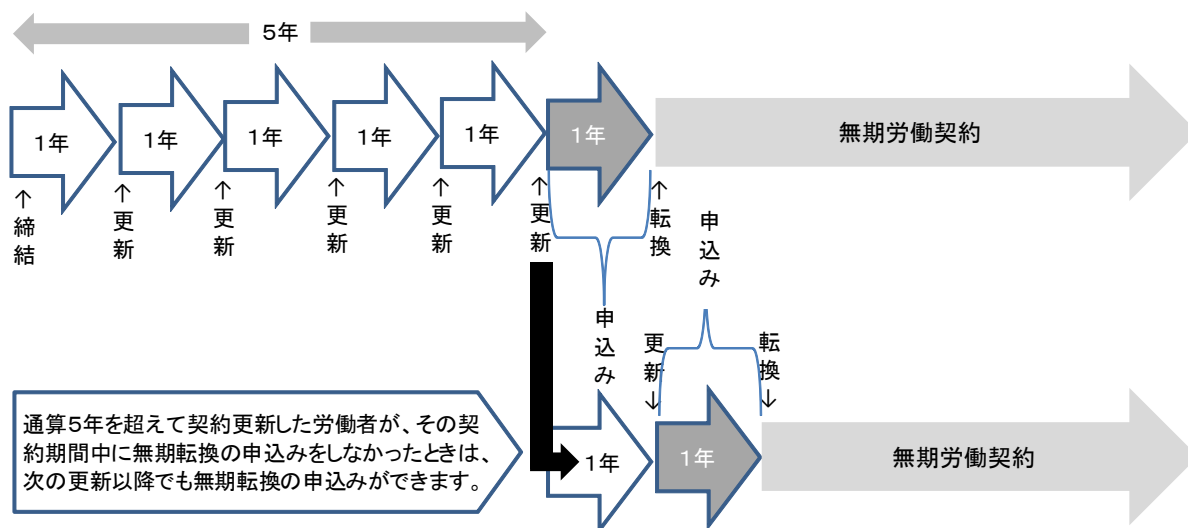 ５年
１年
１年
１年
１年
１年
１年
無期労働契約
↑締結
↑更新
↑更新
↑更新
↑更新
↑更新
↑転換
申込み
申込み
更新↓
転換↓
通算５年を超えて契約更新した労働者が、その契
約期間中に無期転換の申込みをしなかったときは、
次の更新以降でも無期転換の申込みができます。
１年
１年
無期労働契約